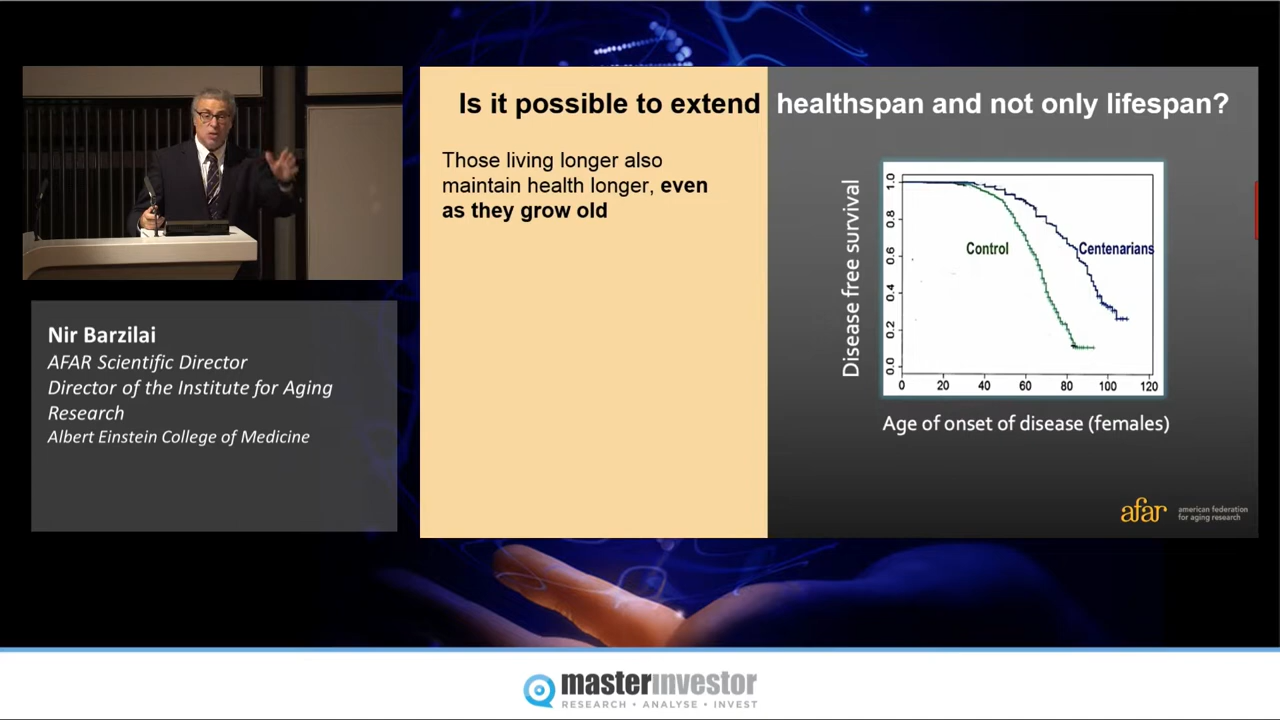 Is it possible to extend healthspan and not only lifespan?
Those living longer also
maintain health longer, even
as they grow old
Nir Barzilai
AFAR Scientific Director
Director of the Institute for Aging
Research
Albert Einstein College of Medicine
Disease free survival
1.0
0.8
0.6
0.4
0.2
0.0
Control
Centenarians
0 20 40 60 80 100 120
Age of onset of disease (females)
afar american federation
for aging research
masterinvestor
RESEARCH • ANALYSE • INVEST